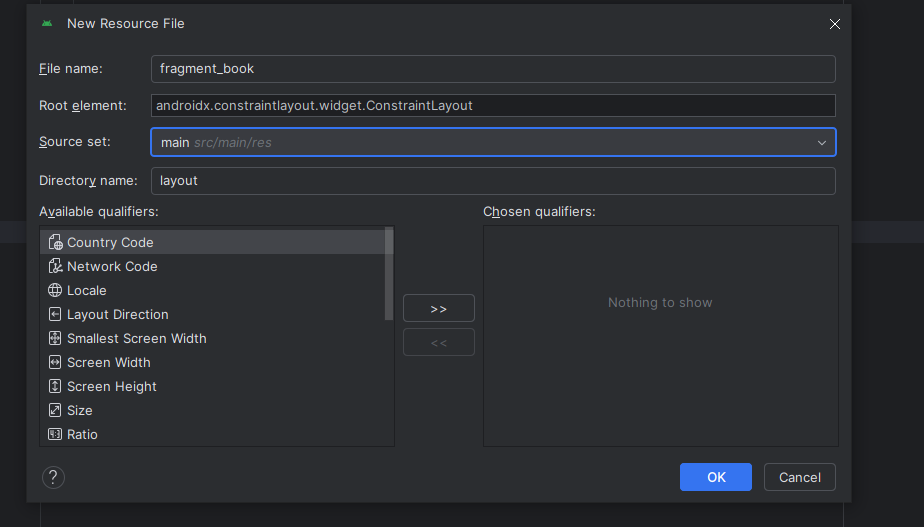 New Resource File
File name: fragment_book
Root element: androidx.constraintlayout.widget.ConstraintLayout
Source set: main src/main/res
Directory name: layout
Available qualifiers:
Chosen qualifiers:
Country Code
Network Code
Locale
Layout Direction
Smallest Screen Width
Screen Width
Screen Height
Size
Ratio
>>
<<
Nothing to show
?
OK
Cancel